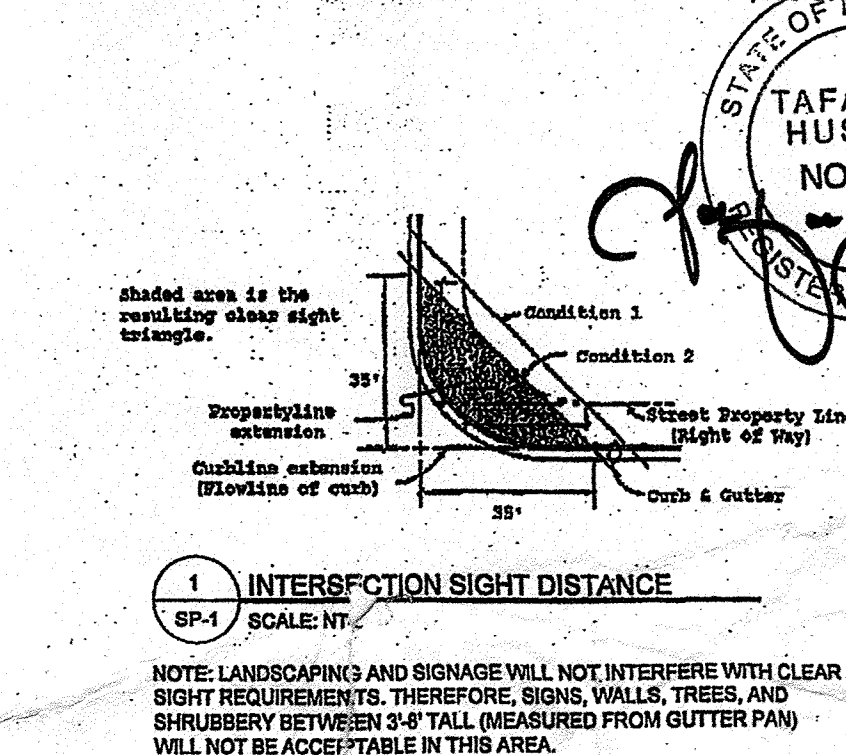 STATE OF
TAFA
HUS
NO
REGISTE
Shaded area is the
resulting clear sight
triangle.
Condition 1
Condition 2
35'
Propertyline
extension
Street Property Lin
(Right of Way)
Curbline extension
(Flowline of curb)
Curb & Gutter
35'
1
INTERSECTION SIGHT DISTANCE
SP-1
SCALE: NT
NOTE: LANDSCAPING AND SIGNAGE WILL NOT INTERFERE WITH CLEAR
SIGHT REQUIREMENTS. THEREFORE, SIGNS, WALLS, TREES, AND
SHRUBBERY BETWEEN 3'-8' TALL (MEASURED FROM GUTTER PAN)
WILL NOT BE ACCEPTABLE IN THIS AREA.